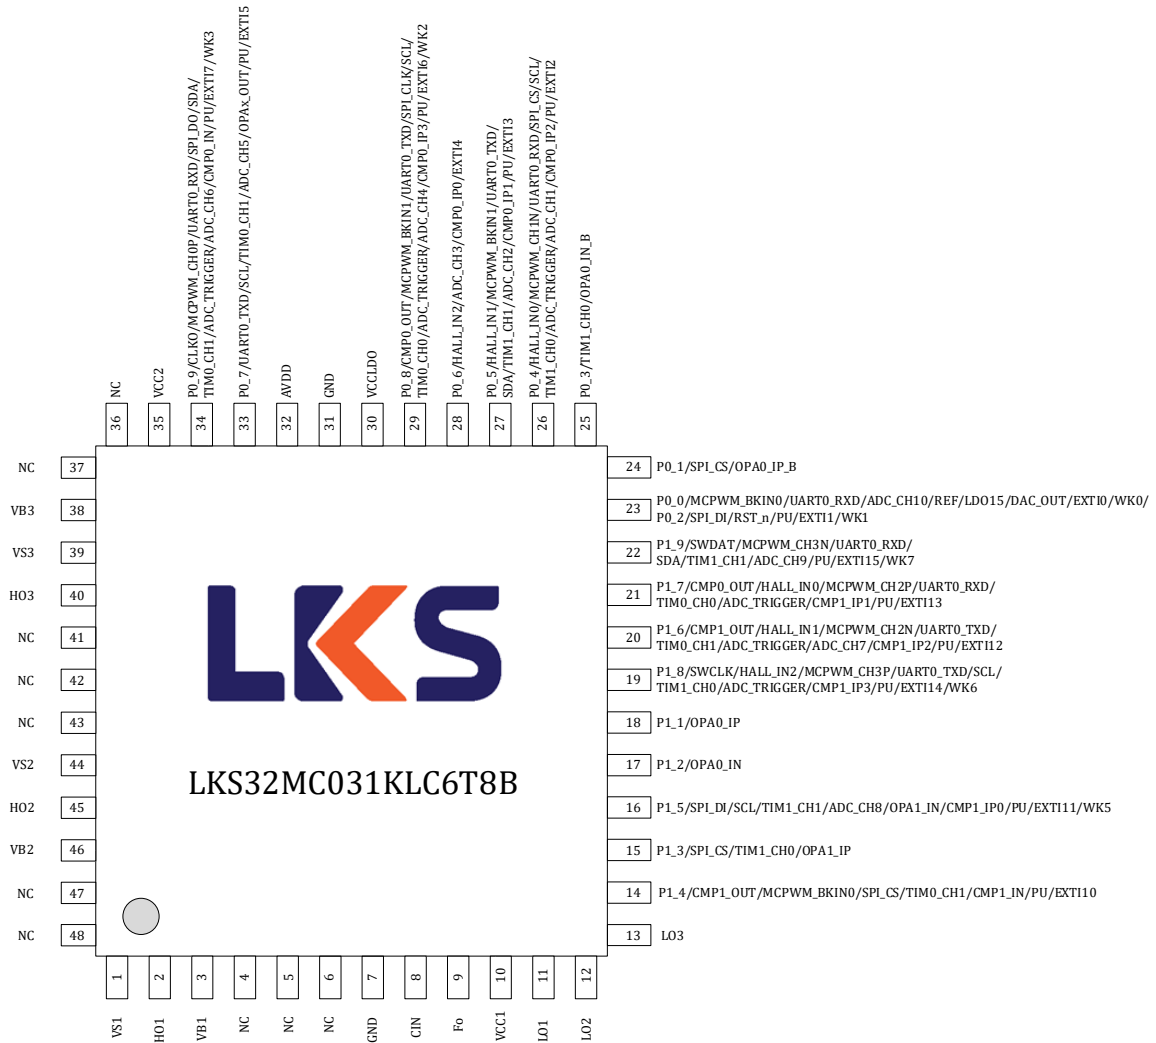 P0_9/CLKO/MCPWM_CH0P/UART0_RXD/SPI_DO/SDA/
TIM0_CH1/ADC_TRIGGER/ADC_CH6/CMP0_IN/PU/EXTI7/WK3
P0_7/UART0_TXD/SCL/TIM0_CH1/ADC_CH5/OPAx_OUT/PU/EXTI5
P0_8/CMP0_OUT/MCPWM_BKIN1/UART0_TXD/SPI_CLK/SCL/
TIM0_CH0/ADC_TRIGGER/ADC_CH4/CMP0_IP3/PU/EXTI6/WK2
P0_6/HALL_IN2/ADC_CH3/CMP0_IP0/EXTI4
P0_5/HALL_IN1/MCPWM_BKIN1/UART0_TXD/
SDA/TIM1_CH1/ADC_CH2/CMP0_IP1/PU/EXTI3
P0_4/HALL_IN0/MCPWM_CH1N/UART0_RXD/SPI_CS/SCL/
TIM1_CH0/ADC_TRIGGER/ADC_CH1/CMP0_IP2/PU/EXTI2
P0_3/TIM1_CH0/OPA0_IN_B
NC
VCC2
AVDD
GND
VCCLDO
36
35
34
33
32
31
30
29
28
27
26
25
NC 37
VB3 38
VS3 39
HO3 40
NC 41
NC 42
NC 43
VS2 44
HO2 45
VB2 46
NC 47
NC 48
LKS
LKS32MC031KLC6T8B
24 P0_1/SPI_CS/OPA0_IP_B
23 P0_0/MCPWM_BKIN0/UART0_RXD/ADC_CH10/REF/LDO15/DAC_OUT/EXTI0/WK0/
P0_2/SPI_DI/RST_n/PU/EXTI1/WK1
22 P1_9/SWDAT/MCPWM_CH3N/UART0_RXD/
SDA/TIM1_CH1/ADC_CH9/PU/EXTI15/WK7
21 P1_7/CMP0_OUT/HALL_IN0/MCPWM_CH2P/UART0_RXD/
TIM0_CH0/ADC_TRIGGER/CMP1_IP1/PU/EXTI13
20 P1_6/CMP1_OUT/HALL_IN1/MCPWM_CH2N/UART0_TXD/
TIM0_CH1/ADC_TRIGGER/ADC_CH7/CMP1_IP2/PU/EXTI12
19 P1_8/SWCLK/HALL_IN2/MCPWM_CH3P/UART0_TXD/SCL/
TIM1_CH0/ADC_TRIGGER/CMP1_IP3/PU/EXTI14/WK6
18 P1_1/OPA0_IP
17 P1_2/OPA0_IN
16 P1_5/SPI_DI/SCL/TIM1_CH1/ADC_CH8/OPA1_IN/CMP1_IP0/PU/EXTI11/WK5
15 P1_3/SPI_CS/TIM1_CH0/OPA1_IP
14 P1_4/CMP1_OUT/MCPWM_BKIN0/SPI_CS/TIM0_CH1/CMP1_IN/PU/EXTI10
13 LO3
1
2
3
4
5
6
7
8
9
10
11
12
VS1
HO1
VB1
NC
NC
NC
GND
CIN
Fo
VCC1
LO1
LO2